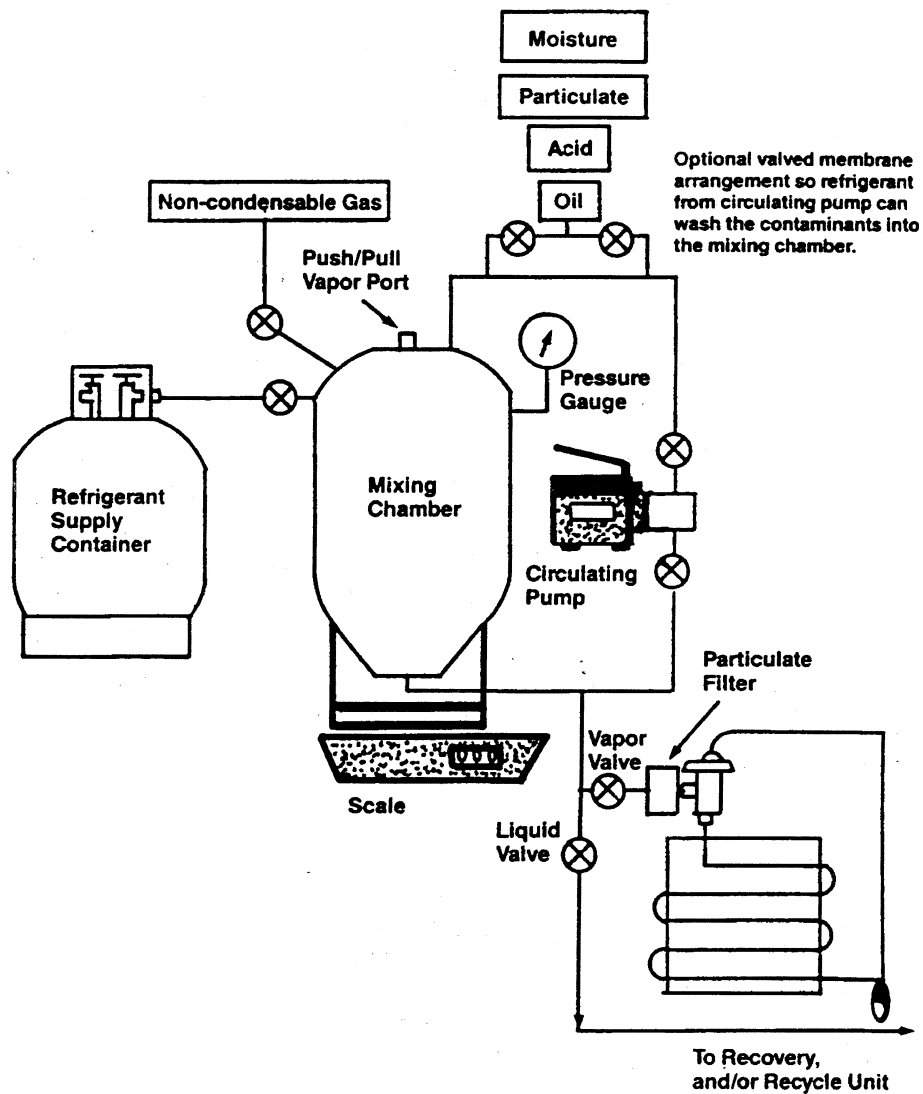 Moisture
Particulate
Acid
Oil
Optional valved membrane
arrangement so refrigerant
from circulating pump can
wash the contaminants into
the mixing chamber.
Non-condensable Gas
Push/Pull
Vapor Port
Pressure
Gauge
Refrigerant
Supply
Container
Mixing
Chamber
Circulating
Pump
Particulate
Filter
Vapor
Valve
Scale
Liquid
Valve
To Recovery,
and/or Recycle Unit